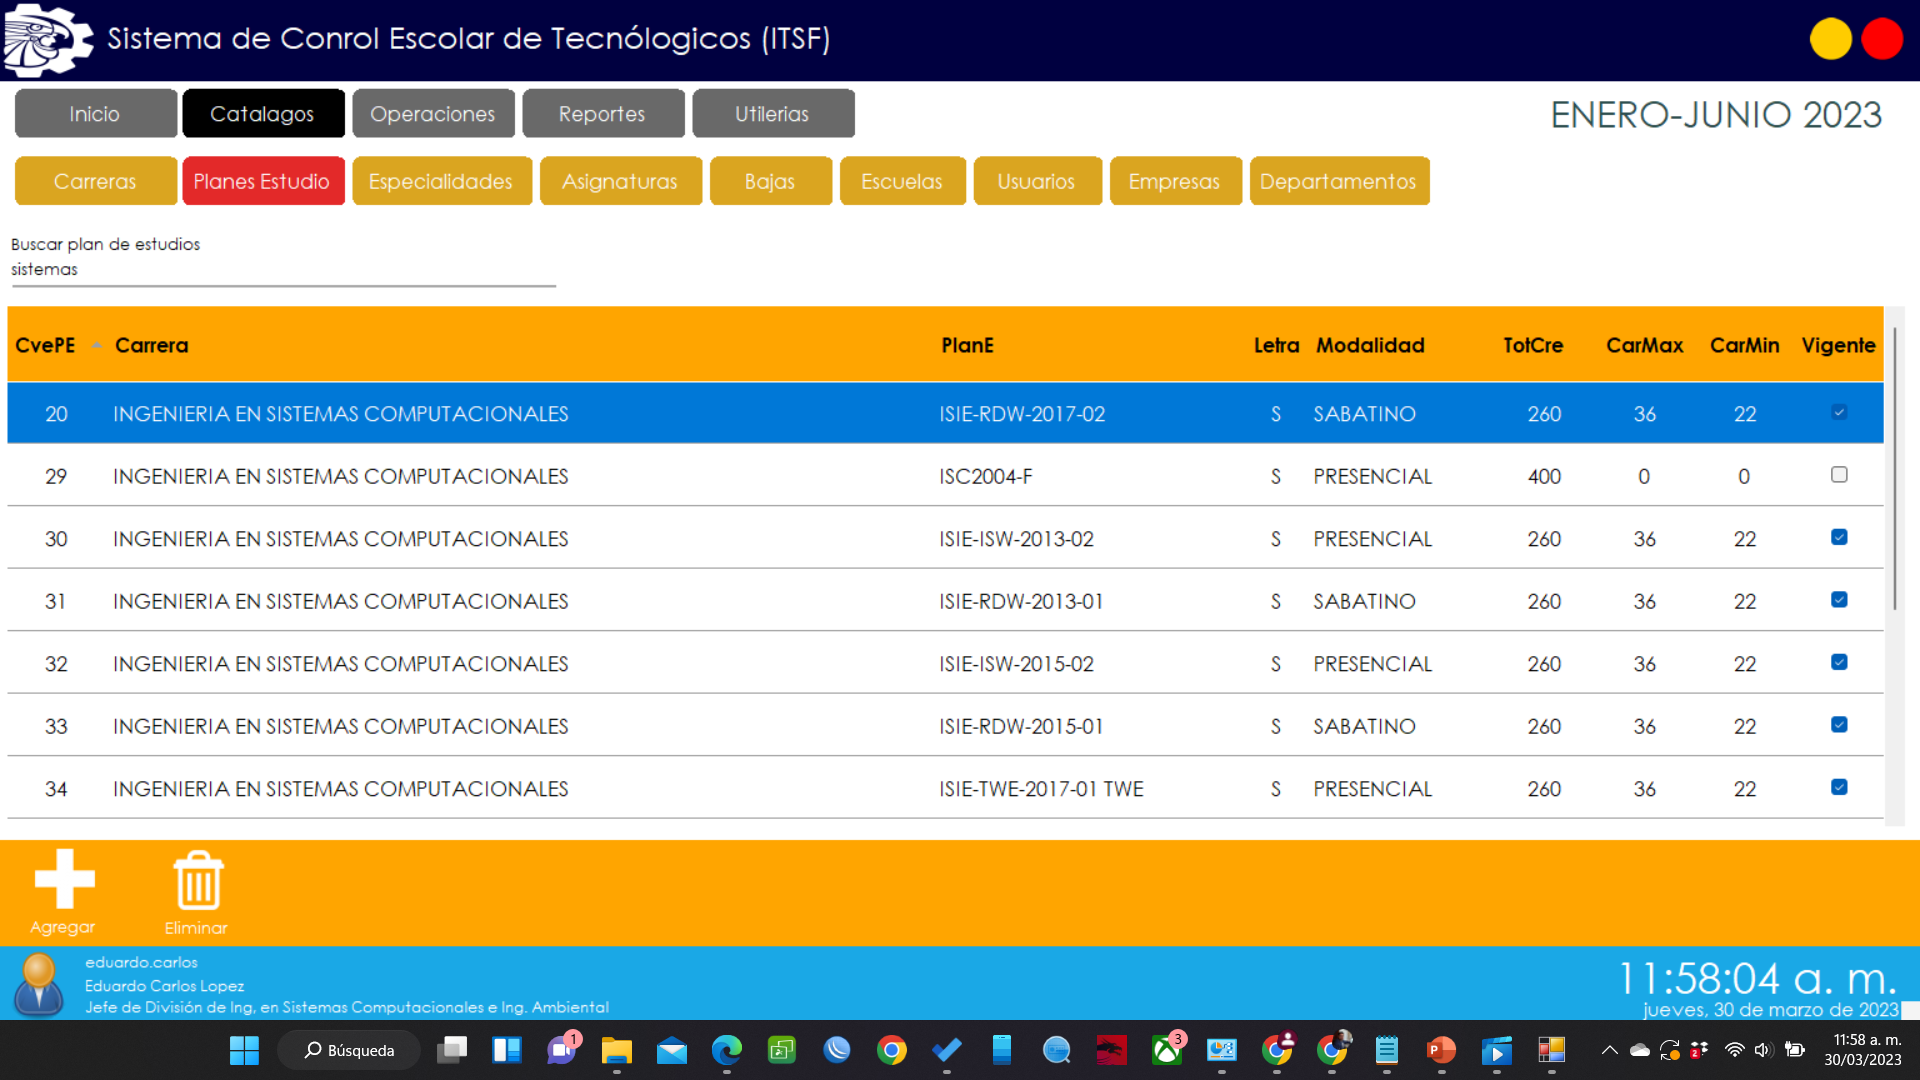 Sistema de Conrol Escolar de Tecnólogicos (ITSF)
Inicio Catalagos Operaciones Reportes Utilerias
ENERO-JUNIO 2023
Carreras Planes Estudio Especialidades Asignaturas Bajas Escuelas Usuarios Empresas Departamentos
Buscar plan de estudios
sistemas
CvePE Carrera PlanE Letra Modalidad TotCre CarMax CarMin Vigente
20 INGENIERIA EN SISTEMAS COMPUTACIONALES ISIE-RDW-2017-02 S SABATINO 260 36 22
29 INGENIERIA EN SISTEMAS COMPUTACIONALES ISC2004-F S PRESENCIAL 400 0 0
30 INGENIERIA EN SISTEMAS COMPUTACIONALES ISIE-ISW-2013-02 S PRESENCIAL 260 36 22
31 INGENIERIA EN SISTEMAS COMPUTACIONALES ISIE-RDW-2013-01 S SABATINO 260 36 22
32 INGENIERIA EN SISTEMAS COMPUTACIONALES ISIE-ISW-2015-02 S PRESENCIAL 260 36 22
33 INGENIERIA EN SISTEMAS COMPUTACIONALES ISIE-RDW-2015-01 S SABATINO 260 36 22
34 INGENIERIA EN SISTEMAS COMPUTACIONALES ISIE-TWE-2017-01 TWE S PRESENCIAL 260 36 22
Agregar Eliminar
eduardo.carlos
Eduardo Carlos Lopez
Jefe de División de Ing, en Sistemas Computacionales e Ing. Ambiental
11:58:04 a. m.
jueves, 30 de marzo de 2023
Búsqueda
1
3
2
11:58 a. m.
30/03/2023